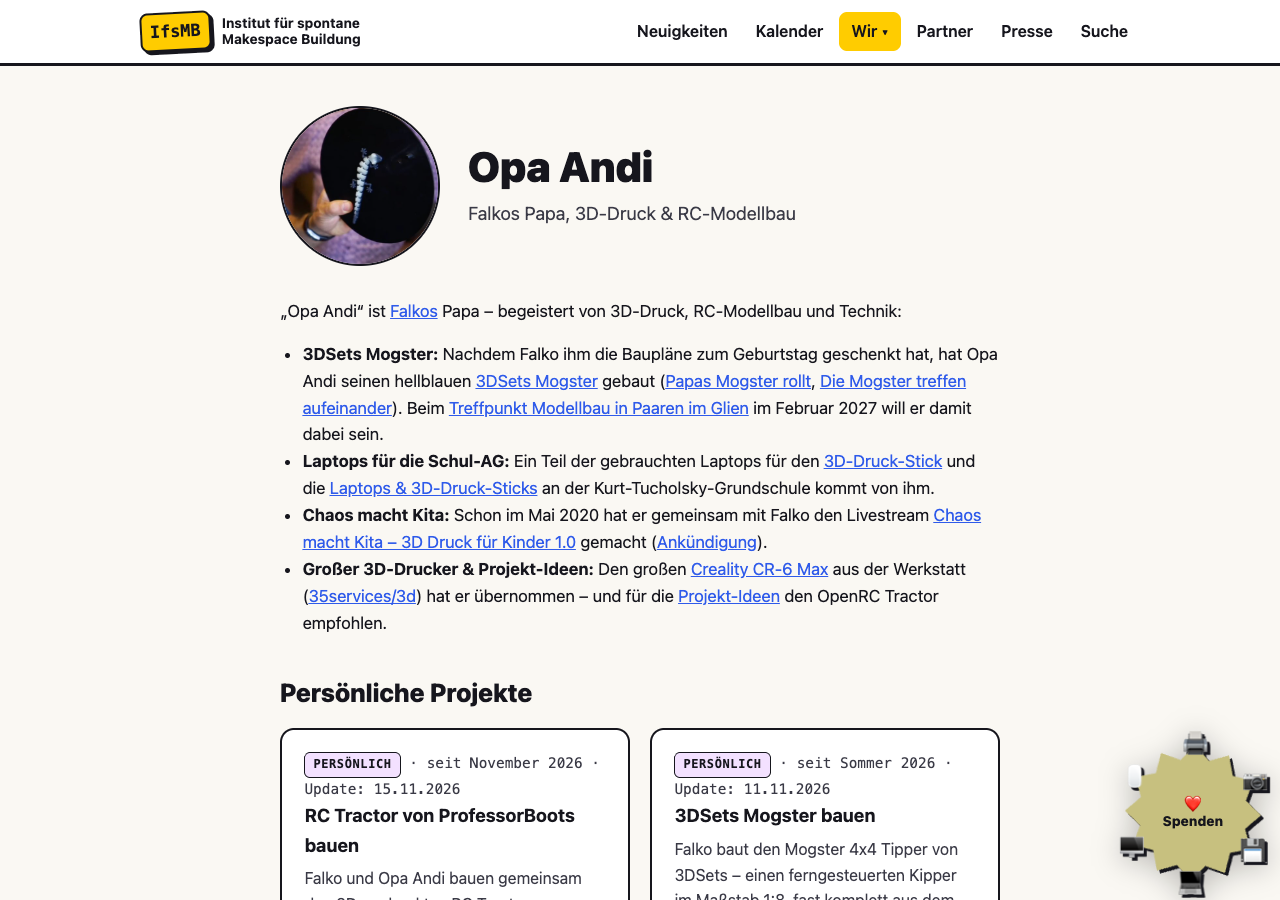 IfsMB
Institut für spontane
Makespace Buildung
Neuigkeiten
Kalender
Wir ▾
Partner
Presse
Suche
Opa Andi
Falkos Papa, 3D-Druck & RC-Modellbau
„Opa Andi“ ist Falkos Papa – begeistert von 3D-Druck, RC-Modellbau und Technik:
• 3DSets Mogster: Nachdem Falko ihm die Baupläne zum Geburtstag geschenkt hat, hat Opa
Andi seinen hellblauen 3DSets Mogster gebaut (Papas Mogster rollt, Die Mogster treffen
aufeinander). Beim Treffpunkt Modellbau in Paaren im Glien im Februar 2027 will er damit
dabei sein.
• Laptops für die Schul-AG: Ein Teil der gebrauchten Laptops für den 3D-Druck-Stick und
die Laptops & 3D-Druck-Sticks an der Kurt-Tucholsky-Grundschule kommt von ihm.
• Chaos macht Kita: Schon im Mai 2020 hat er gemeinsam mit Falko den Livestream Chaos
macht Kita – 3D Druck für Kinder 1.0 gemacht (Ankündigung).
• Großer 3D-Drucker & Projekt-Ideen: Den großen Creality CR-6 Max aus der Werkstatt
(35services/3d) hat er übernommen – und für die Projekt-Ideen den OpenRC Tractor
empfohlen.
Persönliche Projekte
PERSÖNLICH · seit November 2026 ·
Update: 15.11.2026
RC Tractor von ProfessorBoots
bauen
Falko und Opa Andi bauen gemeinsam
PERSÖNLICH · seit Sommer 2026 ·
Update: 11.11.2026
3DSets Mogster bauen
Falko baut den Mogster 4x4 Tipper von
3DSets – einen ferngesteuerten Kipper
im Maßstab 1:8, fast komplett aus dem
❤️
Spenden